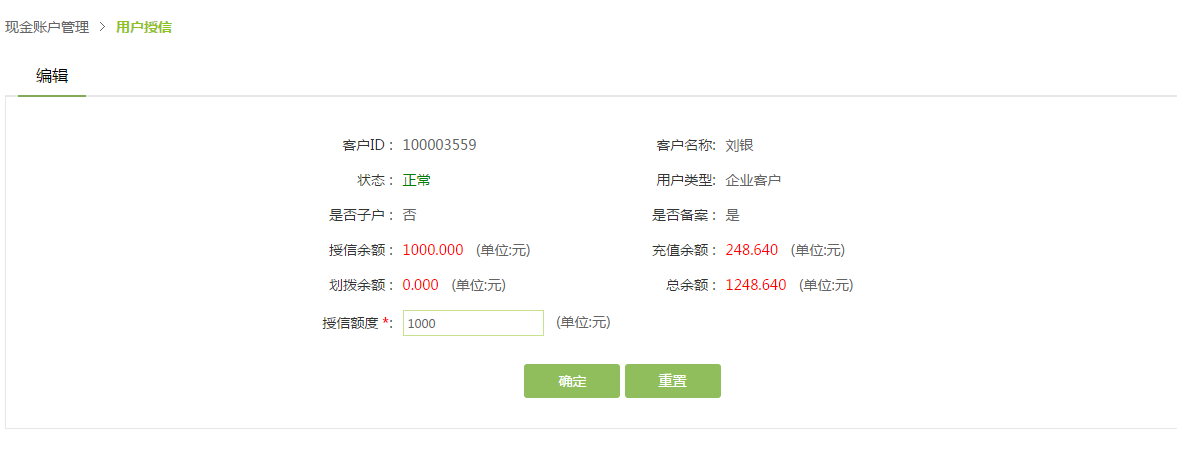 现金账户管理 > 用户授信
编辑
客户ID： 100003559 客户名称: 刘银
状态： 正常 用户类型: 企业客户
是否子户： 否 是否备案： 是
授信余额： 1000.000 (单位:元) 充值余额： 248.640 (单位:元)
划拨余额： 0.000 (单位:元) 总余额： 1248.640 (单位:元)
授信额度 *: 1000 (单位:元)
确定 重置